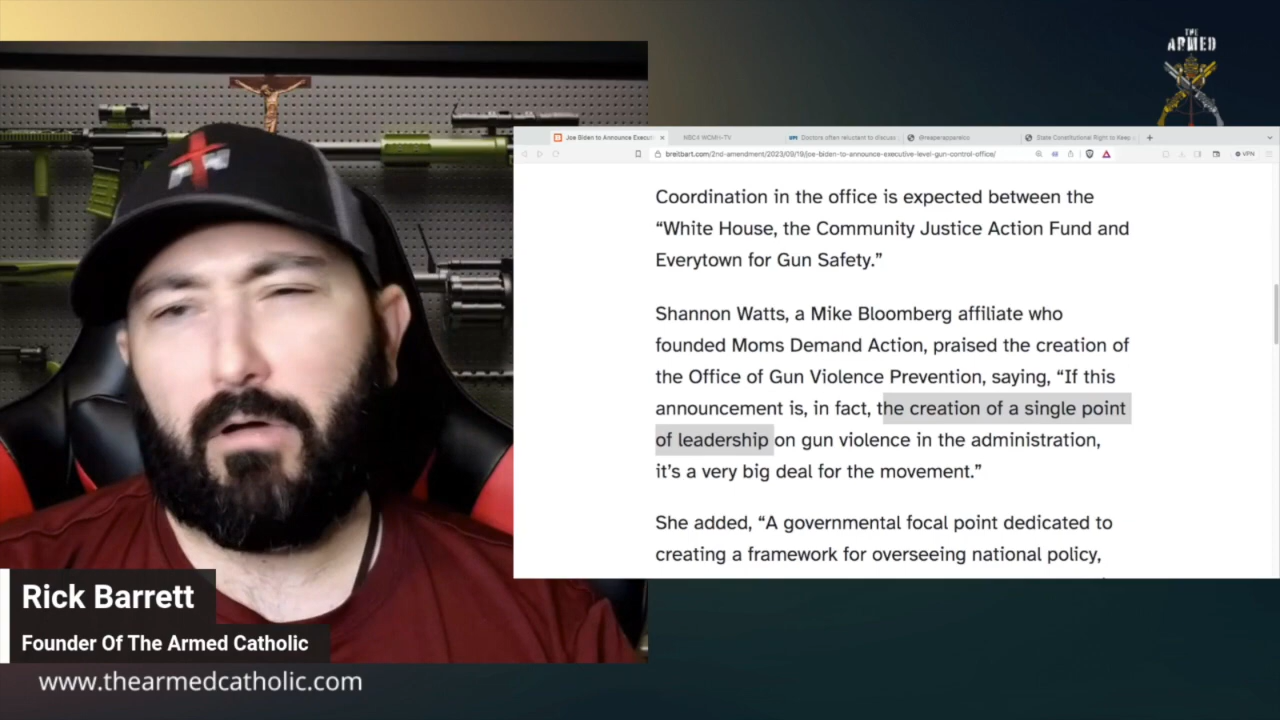 THE
ARMED
Joe Biden to Announce Executi
NBC4 WCMH-TV
Doctors often reluctant to discuss
@reaperapparelco
State Constitutional Right to Keep
breitbart.com/2nd-amendment/2023/09/19/joe-biden-to-announce-executive-level-gun-control-office/
VPN
Coordination in the office is expected between the
“White House, the Community Justice Action Fund and
Everytown for Gun Safety.”
Shannon Watts, a Mike Bloomberg affiliate who
founded Moms Demand Action, praised the creation of
the Office of Gun Violence Prevention, saying, “If this
announcement is, in fact, the creation of a single point
of leadership on gun violence in the administration,
it’s a very big deal for the movement.”
She added, “A governmental focal point dedicated to
creating a framework for overseeing national policy,
Rick Barrett
Founder Of The Armed Catholic
www.thearmedcatholic.com